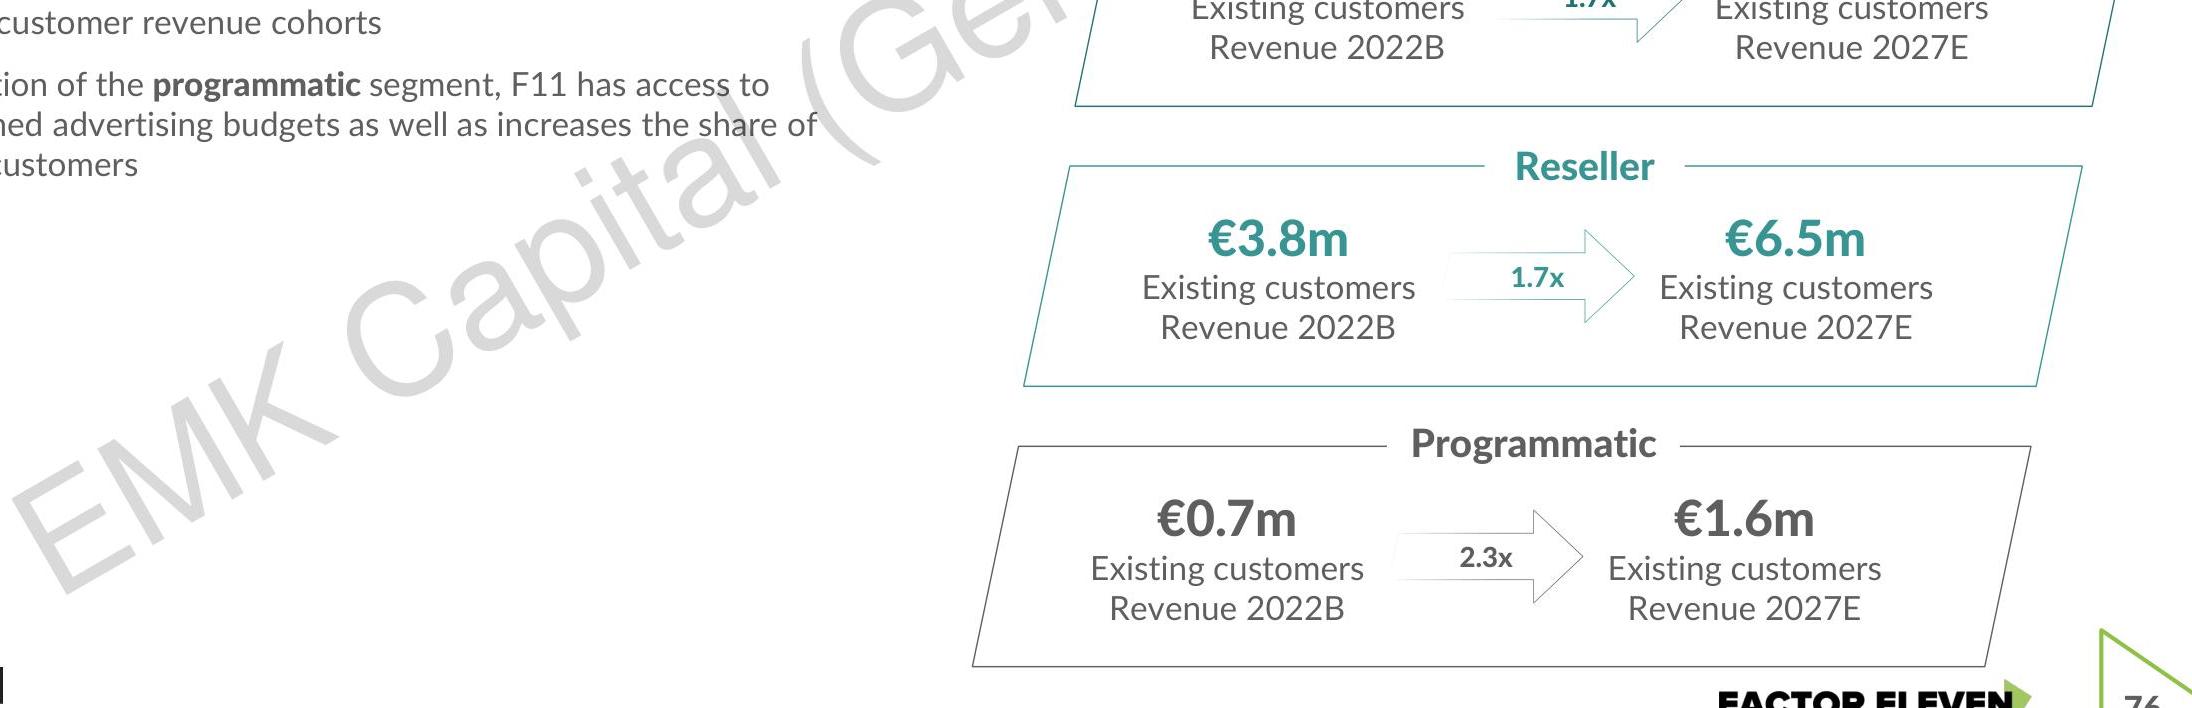 customer revenue cohorts
tion of the programmatic segment, F11 has access to
ned advertising budgets as well as increases the share of
customers
EMK Capital (Ger
1.7x
Existing customers
Revenue 2022B
Existing customers
Revenue 2027E
Reseller
€3.8m
Existing customers
Revenue 2022B
1.7x
€6.5m
Existing customers
Revenue 2027E
Programmatic
€0.7m
Existing customers
Revenue 2022B
2.3x
€1.6m
Existing customers
Revenue 2027E
FACTOR ELEVEN
76